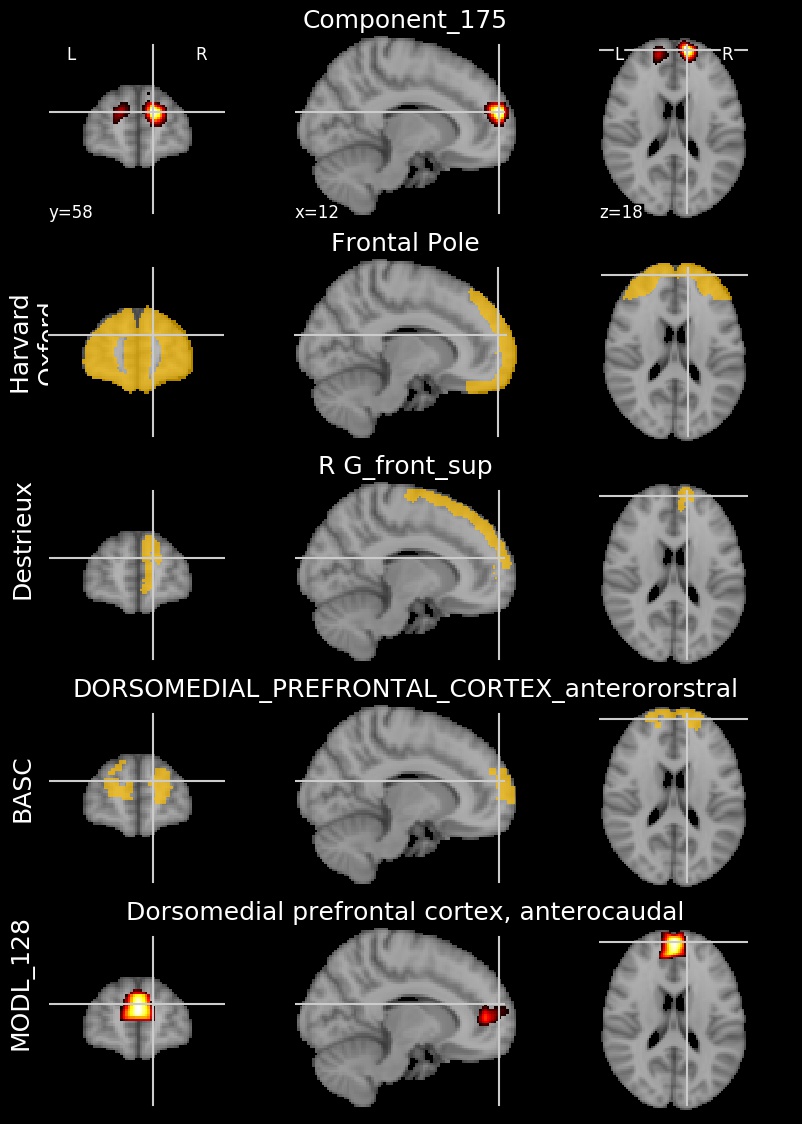 Component_175
L R
L R
y=58 x=12 z=18
Frontal Pole
Harvard
Oxford
R G_front_sup
Destrieux
DORSOMEDIAL_PREFRONTAL_CORTEX_anterororstral
BASC
Dorsomedial prefrontal cortex, anterocaudal
MODL_128